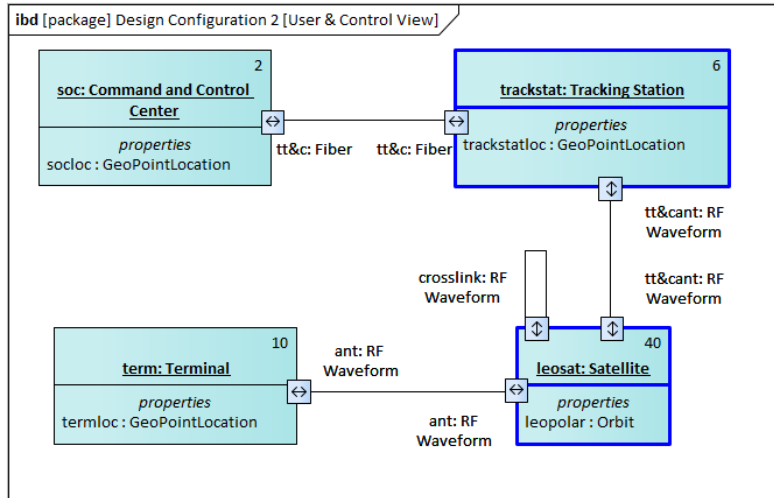 ibd [package] Design Configuration 2 [User & Control View]
2
soc: Command and Control
Center
properties
socloc : GeoPointLocation
tt&c: Fiber
tt&c: Fiber
6
trackstat: Tracking Station
properties
trackstatloc : GeoPointLocation
tt&cant: RF
Waveform
crosslink: RF
Waveform
tt&cant: RF
Waveform
10
term: Terminal
properties
termloc : GeoPointLocation
ant: RF
Waveform
ant: RF
Waveform
40
leosat: Satellite
properties
leopolar : Orbit